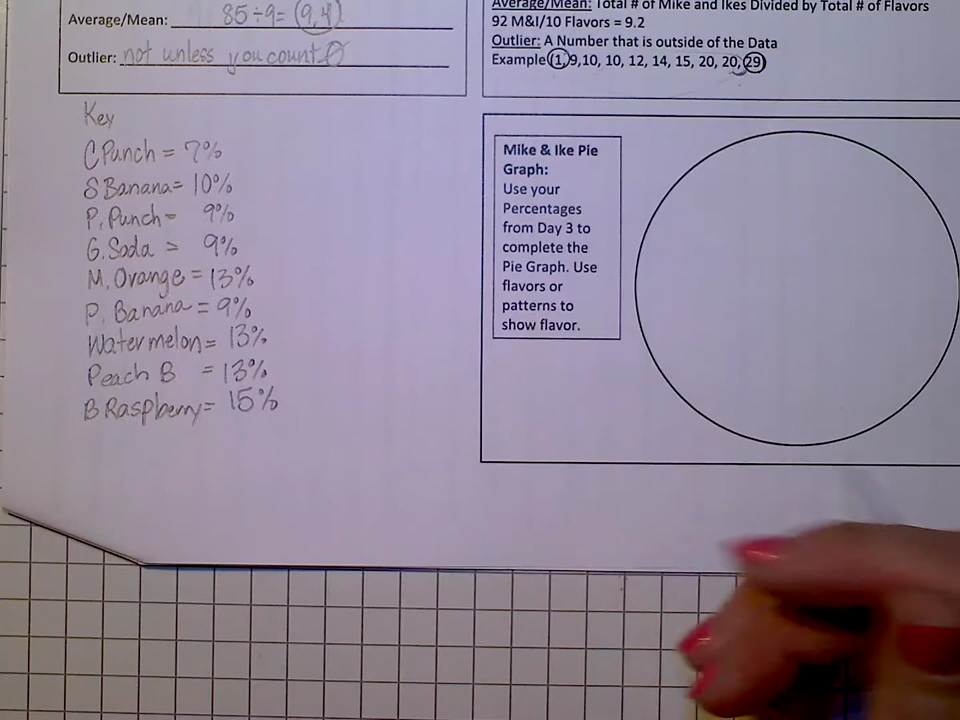 Average/Mean: 85÷9= (9.4)
Outlier: not unless you count 0
Average/Mean: Total # of Mike and Ikes Divided by Total # of Flavors
92 M&I/10 Flavors = 9.2
Outlier: A Number that is outside of the Data
Example 1, 9,10, 10, 12, 14, 15, 20, 20, 29
Key
C Punch = 7%
S Banana= 10%
P. Punch= 9%
G. Soda = 9%
M. Orange = 13%
P. Banana = 9%
Watermelon= 13%
Peach B = 13%
B Raspberry= 15%
Mike & Ike Pie
Graph:
Use your
Percentages
from Day 3 to
complete the
Pie Graph. Use
flavors or
patterns to
show flavor.